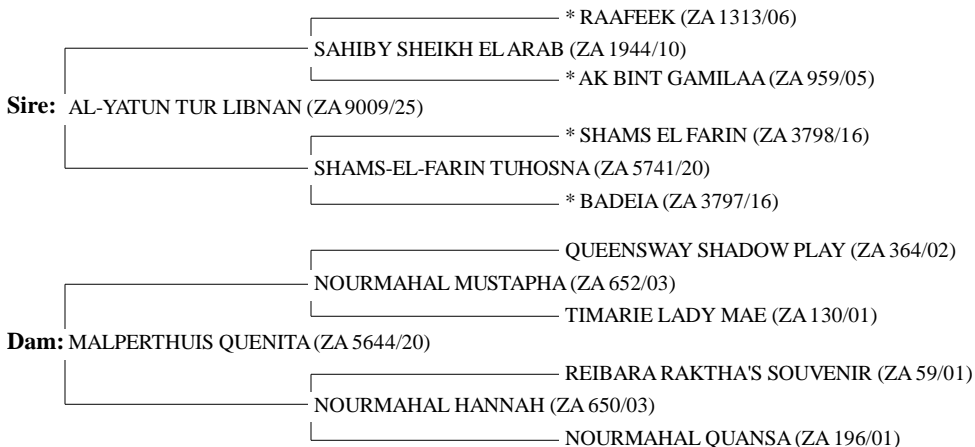 * RAAFEEK (ZA 1313/06)
SAHIBY SHEIKH EL ARAB (ZA 1944/10)
* AK BINT GAMILAA (ZA 959/05)
Sire: AL-YATUN TUR LIBNAN (ZA 9009/25)
* SHAMS EL FARIN (ZA 3798/16)
SHAMS-EL-FARIN TUHOSNA (ZA 5741/20)
* BADEIA (ZA 3797/16)
QUEENSWAY SHADOW PLAY (ZA 364/02)
NOURMAHAL MUSTAPHA (ZA 652/03)
TIMARIE LADY MAE (ZA 130/01)
Dam: MALPERTHUIS QUENITA (ZA 5644/20)
REIBARA RAKTHA'S SOUVENIR (ZA 59/01)
NOURMAHAL HANNAH (ZA 650/03)
NOURMAHAL QUANSA (ZA 196/01)